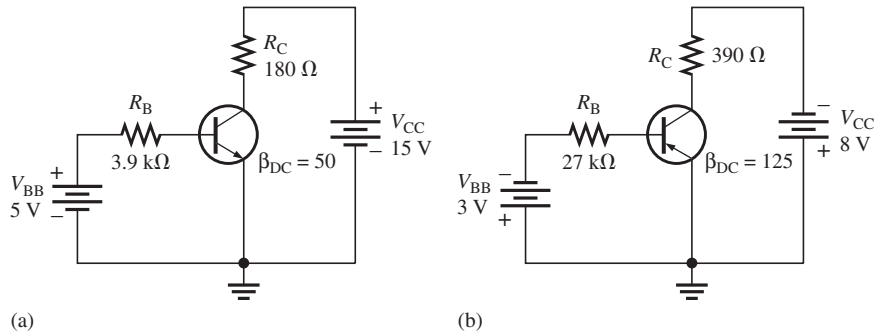 R_C
180 Ω
R_B
3.9 kΩ
β_DC = 50
+
V_CC
−
15 V
+
V_BB
5 V
−
(a)
R_C
390 Ω
R_B
27 kΩ
β_DC = 125
−
V_CC
+
8 V
−
V_BB
3 V
+
(b)